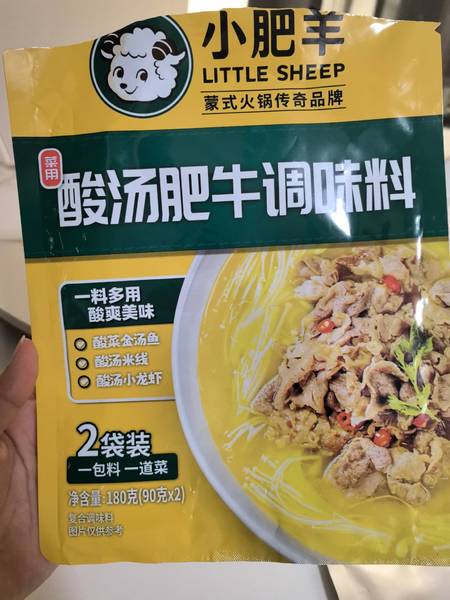 小肥羊
LITTLE SHEEP
蒙式火锅传奇品牌
菜用
酸汤肥牛调味料
一料多用
酸爽美味
酸菜金汤鱼
酸汤米线
酸汤小龙虾
2袋装
一包料 一道菜
净含量: 180克(90克x2)
复合调味料
图片仅供参考